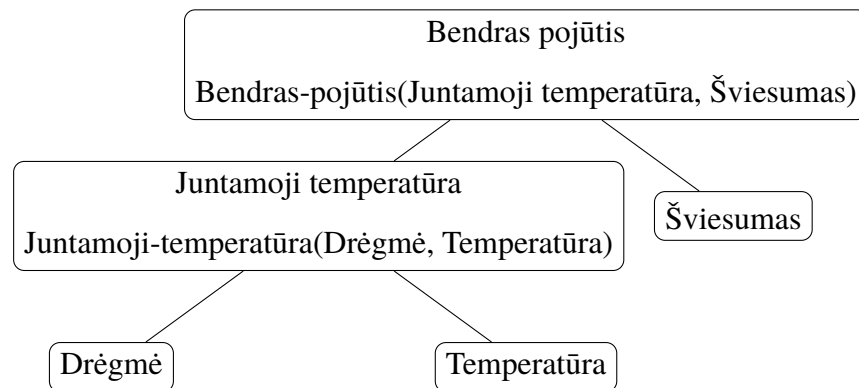 Bendras pojūtis
Bendras-pojūtis(Juntamoji temperatūra, Šviesumas)
Juntamoji temperatūra
Juntamoji-temperatūra(Drėgmė, Temperatūra)
Šviesumas
Drėgmė
Temperatūra